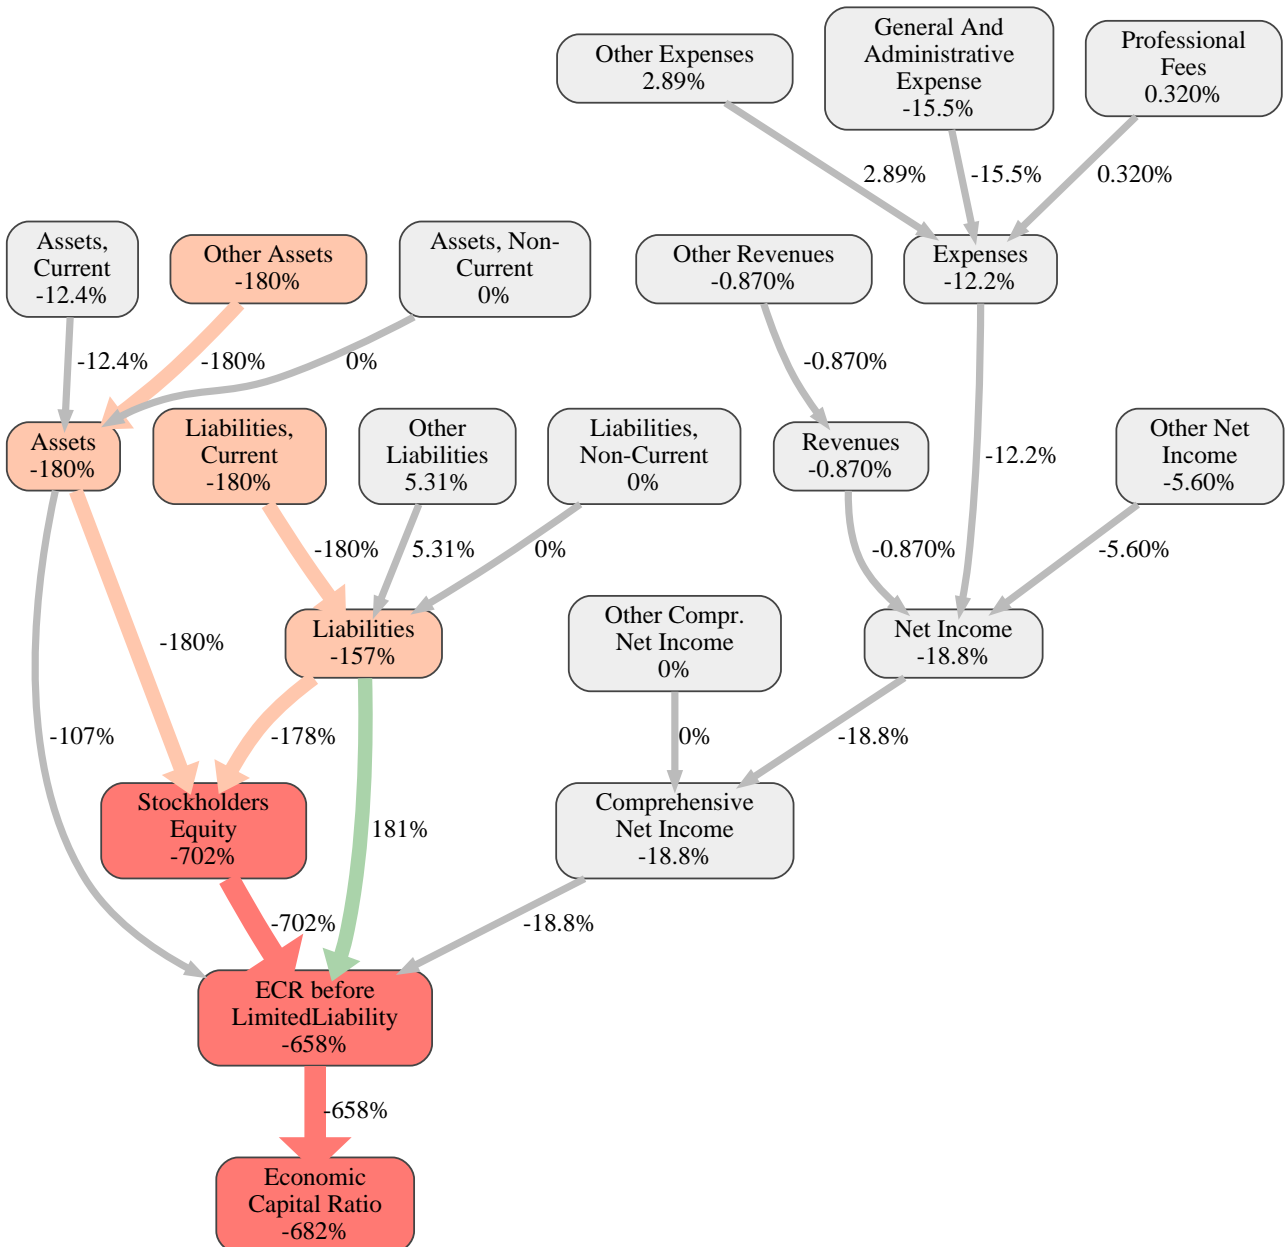 General And
Administrative
Expense
-15.5%
Other Expenses
2.89%
Professional
Fees
0.320%
2.89%
-15.5%
0.320%
Assets,
Current
-12.4%
Other Assets
-180%
Assets, Non-
Current
0%
Other Revenues
-0.870%
Expenses
-12.2%
-12.4%
-180%
0%
-0.870%
Assets
-180%
Liabilities,
Current
-180%
Other
Liabilities
5.31%
Liabilities,
Non-Current
0%
Revenues
-0.870%
-12.2%
Other Net
Income
-5.60%
-180%
5.31%
0%
-0.870%
-5.60%
Liabilities
-157%
Other Compr.
Net Income
0%
Net Income
-18.8%
-180%
-107%
-178%
0%
-18.8%
Stockholders
Equity
-702%
181%
Comprehensive
Net Income
-18.8%
-702%
-18.8%
ECR before
LimitedLiability
-658%
-658%
Economic
Capital Ratio
-682%